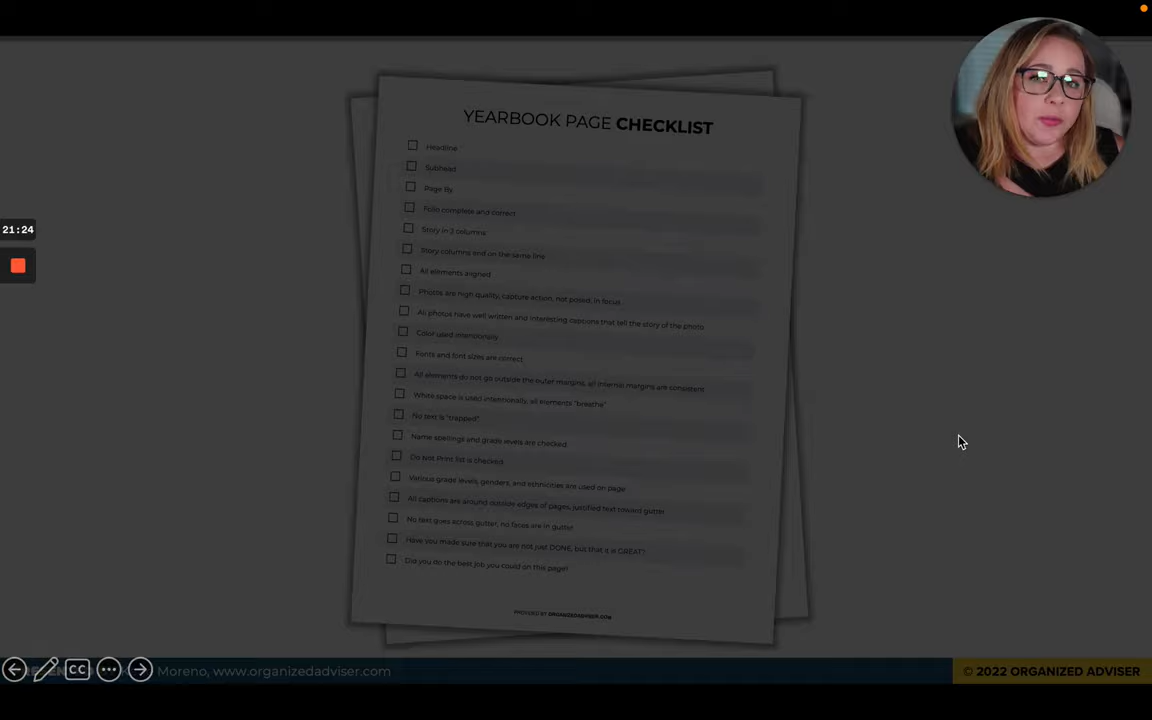 YEARBOOK PAGE CHECKLIST
Headline
Subhead
Page By
Folio complete and correct
Story in 2 columns
Story columns end on the same line
All elements aligned
Photos are high quality, capture action, not posed, in focus
All photos have well written and interesting captions that tell the story of the photo
Color used intentionally
Fonts and font sizes are correct
All elements do not go outside the outer margins, all internal margins are consistent
White space is used intentionally, all elements "breathe"
No text is "trapped"
Name spellings and grade levels are checked
Do Not Print list is checked
Various grade levels, genders, and ethnicities are used on page
All captions are around outside edges of pages, justified text toward gutter
No text goes across gutter, no faces are in gutter
Have you made sure that you are not just DONE, but that it is GREAT?
Did you do the best job you could on this page?
PROVIDED BY ORGANIZEDADVISER.COM
21:24
CC
Moreno, www.organizedadviser.com
© 2022 ORGANIZED ADVISER